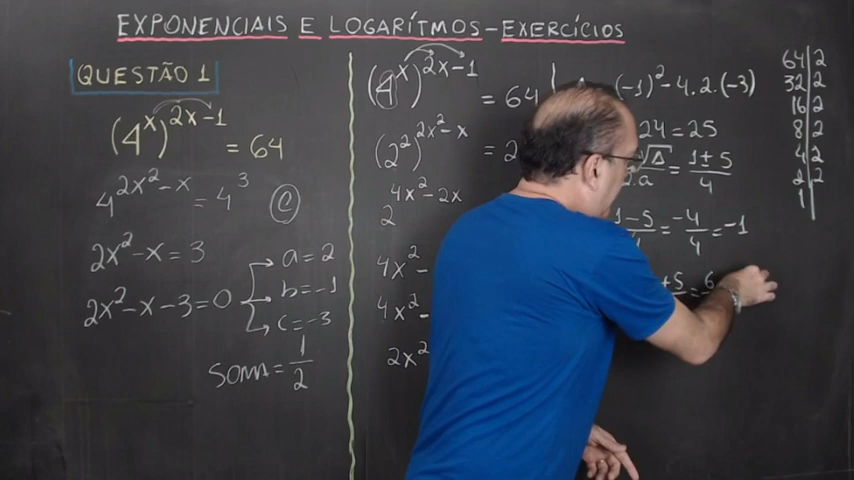 EXPONENCIAIS E LOGARÍTMOS – EXERCÍCIOS
QUESTÃO 1
(4^x)^{2x-1} = 64
4^{2x²-x} = 4³
C
2x² - x = 3
2x² - x - 3 = 0
a = 2
b = -1
c = -3
SOMA = 1/2
(4^x)^{2x-1} = 64
(2²)^{2x²-x} = 2
2^{4x²-2x}
4x² -
4x² -
2x²
(-1)² - 4.2.(-3)
24 = 25
√Δ / 2.a = 1±5 / 4
1-5 / 4 = -4/4 = -1
+5 = 6
64 | 2
32 | 2
16 | 2
8 | 2
4 | 2
2 | 2
1 |